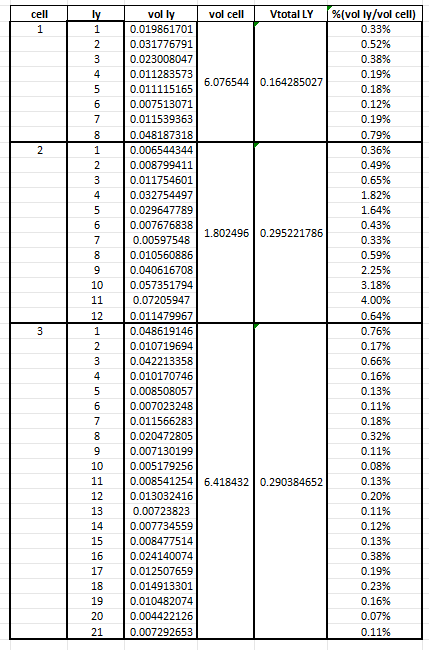 cell ly vol ly vol cell Vtotal LY %(vol ly/vol cell)
1 1 0.019861701 0.33%
2 0.031776791 0.52%
3 0.023008047 0.38%
4 0.011283573 0.19%
6.076544 0.164285027
5 0.011115165 0.18%
6 0.007513071 0.12%
7 0.011539363 0.19%
8 0.048187318 0.79%
2 1 0.006544344 0.36%
2 0.008799411 0.49%
3 0.011754601 0.65%
4 0.032754497 1.82%
5 0.029647789 1.64%
6 0.007676838 0.43%
1.802496 0.295221786
7 0.00597548 0.33%
8 0.010560886 0.59%
9 0.040616708 2.25%
10 0.057351794 3.18%
11 0.07205947 4.00%
12 0.011479967 0.64%
3 1 0.048619146 0.76%
2 0.010719694 0.17%
3 0.042213358 0.66%
4 0.010170746 0.16%
5 0.008508057 0.13%
6 0.007023248 0.11%
7 0.011566283 0.18%
8 0.020472805 0.32%
9 0.007130199 0.11%
10 0.005179256 0.08%
11 0.008541254 6.418432 0.290384652 0.13%
12 0.013032416 0.20%
13 0.00723823 0.11%
14 0.007734559 0.12%
15 0.008477514 0.13%
16 0.024140074 0.38%
17 0.012507659 0.19%
18 0.014913301 0.23%
19 0.010482074 0.16%
20 0.004422126 0.07%
21 0.007292653 0.11%